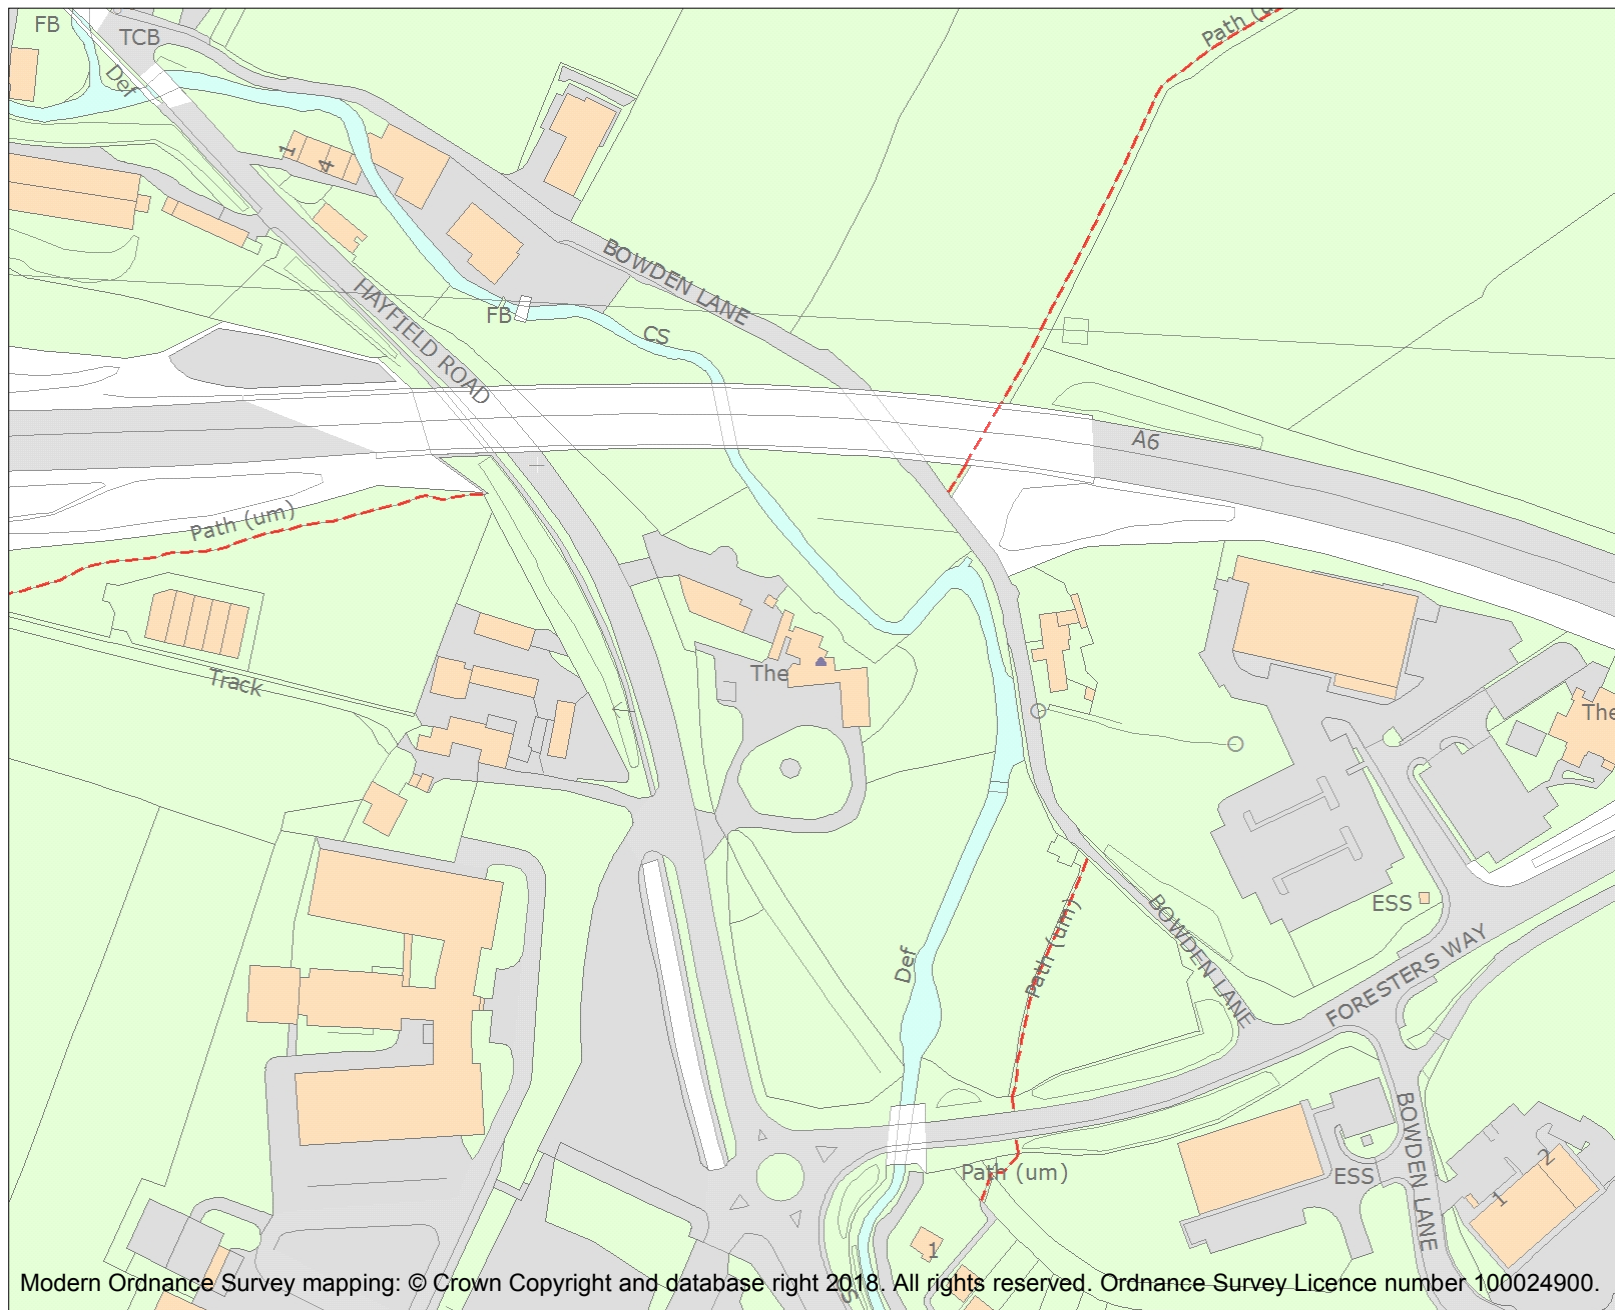 FB
TCB
Path (u
Def
1
4
BOWDEN LANE
HAYFIELD ROAD
FB
CS
A6
Path (um)
Track
The
The
ESS
Path (um)
BOWDEN LANE
Def
FORESTERS WAY
BOWDEN LANE
Path (um)
ESS
2
1
1
Modern Ordnance Survey mapping: © Crown Copyright and database right 2018. All rights reserved. Ordnance Survey Licence number 100024900.